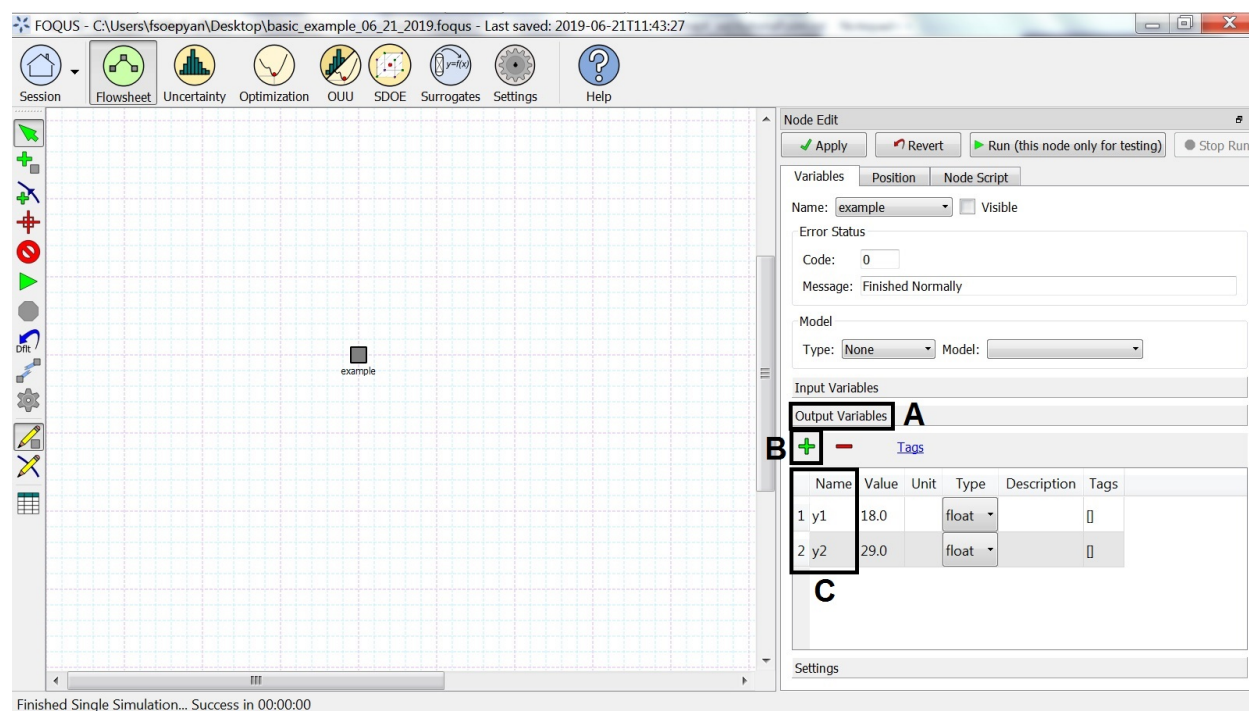 FOQUS - C:\Users\fsoepyan\Desktop\basic_example_06_21_2019.foqus - Last saved: 2019-06-21T11:43:27
Session Flowsheet Uncertainty Optimization OUU SDOE Surrogates Settings Help
y=f(x)
Dflt
example
Node Edit
Apply Revert Run (this node only for testing) Stop Run
Variables Position Node Script
Name: example Visible
Error Status
Code: 0
Message: Finished Normally
Model
Type: None Model:
Input Variables
Output Variables A
B Tags
Name Value Unit Type Description Tags
1 y1 18.0 float []
2 y2 29.0 float []
C
Settings
Finished Single Simulation... Success in 00:00:00